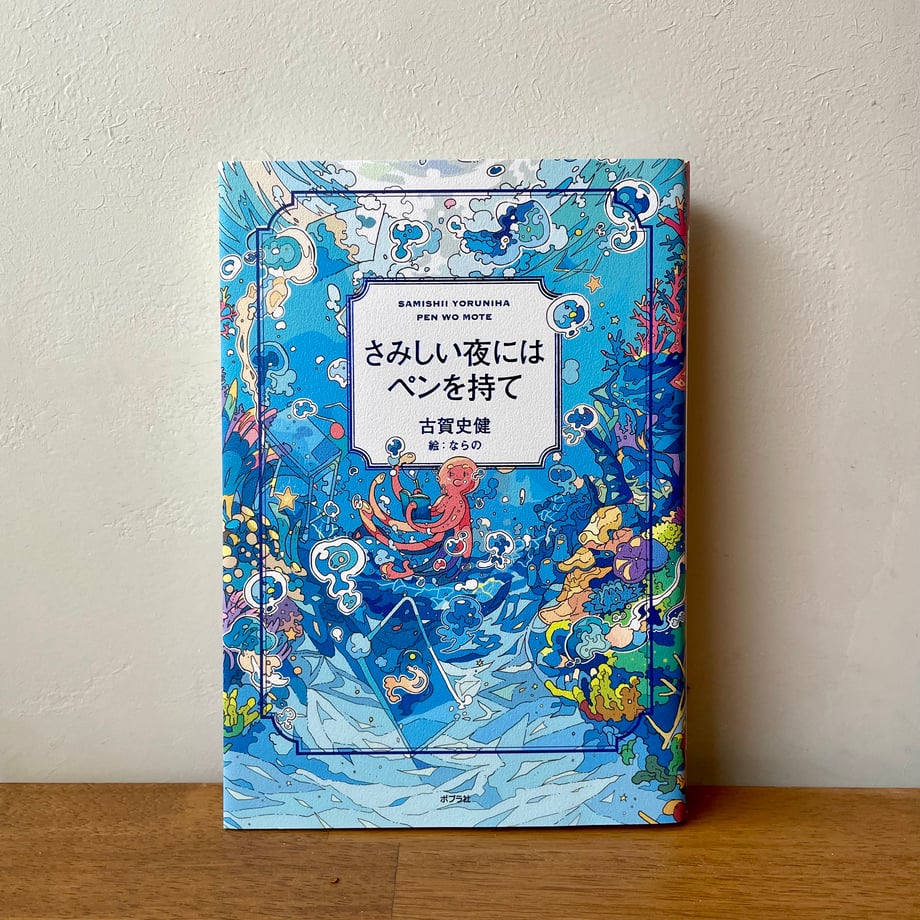 SAMISHII YORUNIHA
PEN WO MOTE
さみしい夜には
ペンを持て
古賀史健
絵：ならの
ポプラ社